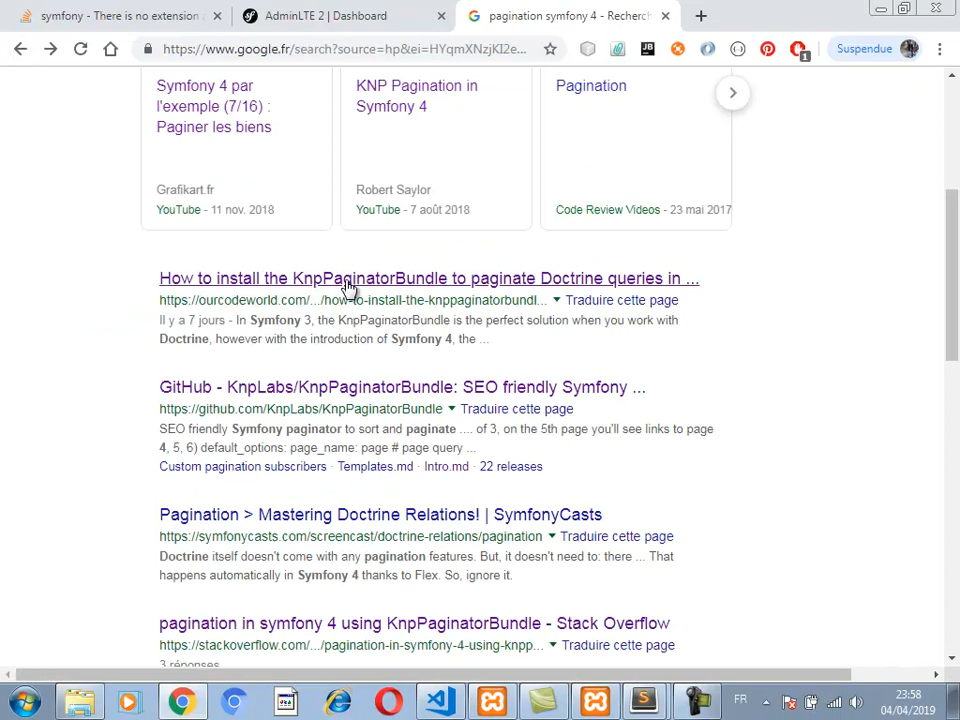 symfony - There is no extension
AdminLTE 2 | Dashboard
pagination symfony 4 - Recherch
https://www.google.fr/search?source=hp&ei=HYqmXNzjKI2e...
JB
1
Suspendue
Symfony 4 par
l'exemple (7/16) :
Paginer les biens
Grafikart.fr
YouTube - 11 nov. 2018
KNP Pagination in
Symfony 4
Robert Saylor
YouTube - 7 août 2018
Pagination
Code Review Videos - 23 mai 2017
How to install the KnpPaginatorBundle to paginate Doctrine queries in ...
https://ourcodeworld.com/.../how-to-install-the-knppaginatorbundl... Traduire cette page
Il y a 7 jours - In Symfony 3, the KnpPaginatorBundle is the perfect solution when you work with
Doctrine, however with the introduction of Symfony 4, the ...
GitHub - KnpLabs/KnpPaginatorBundle: SEO friendly Symfony ...
https://github.com/KnpLabs/KnpPaginatorBundle Traduire cette page
SEO friendly Symfony paginator to sort and paginate .... of 3, on the 5th page you'll see links to page
4, 5, 6) default_options: page_name: page # page query ...
Custom pagination subscribers · Templates.md · Intro.md · 22 releases
Pagination > Mastering Doctrine Relations! | SymfonyCasts
https://symfonycasts.com/screencast/doctrine-relations/pagination Traduire cette page
Doctrine itself doesn't come with any pagination features. But, it doesn't need to: there ... That
happens automatically in Symfony 4 thanks to Flex. So, ignore it.
pagination in symfony 4 using KnpPaginatorBundle - Stack Overflow
https://stackoverflow.com/.../pagination-in-symfony-4-using-knpp... Traduire cette page
3 réponses
FR
23:58
04/04/2019